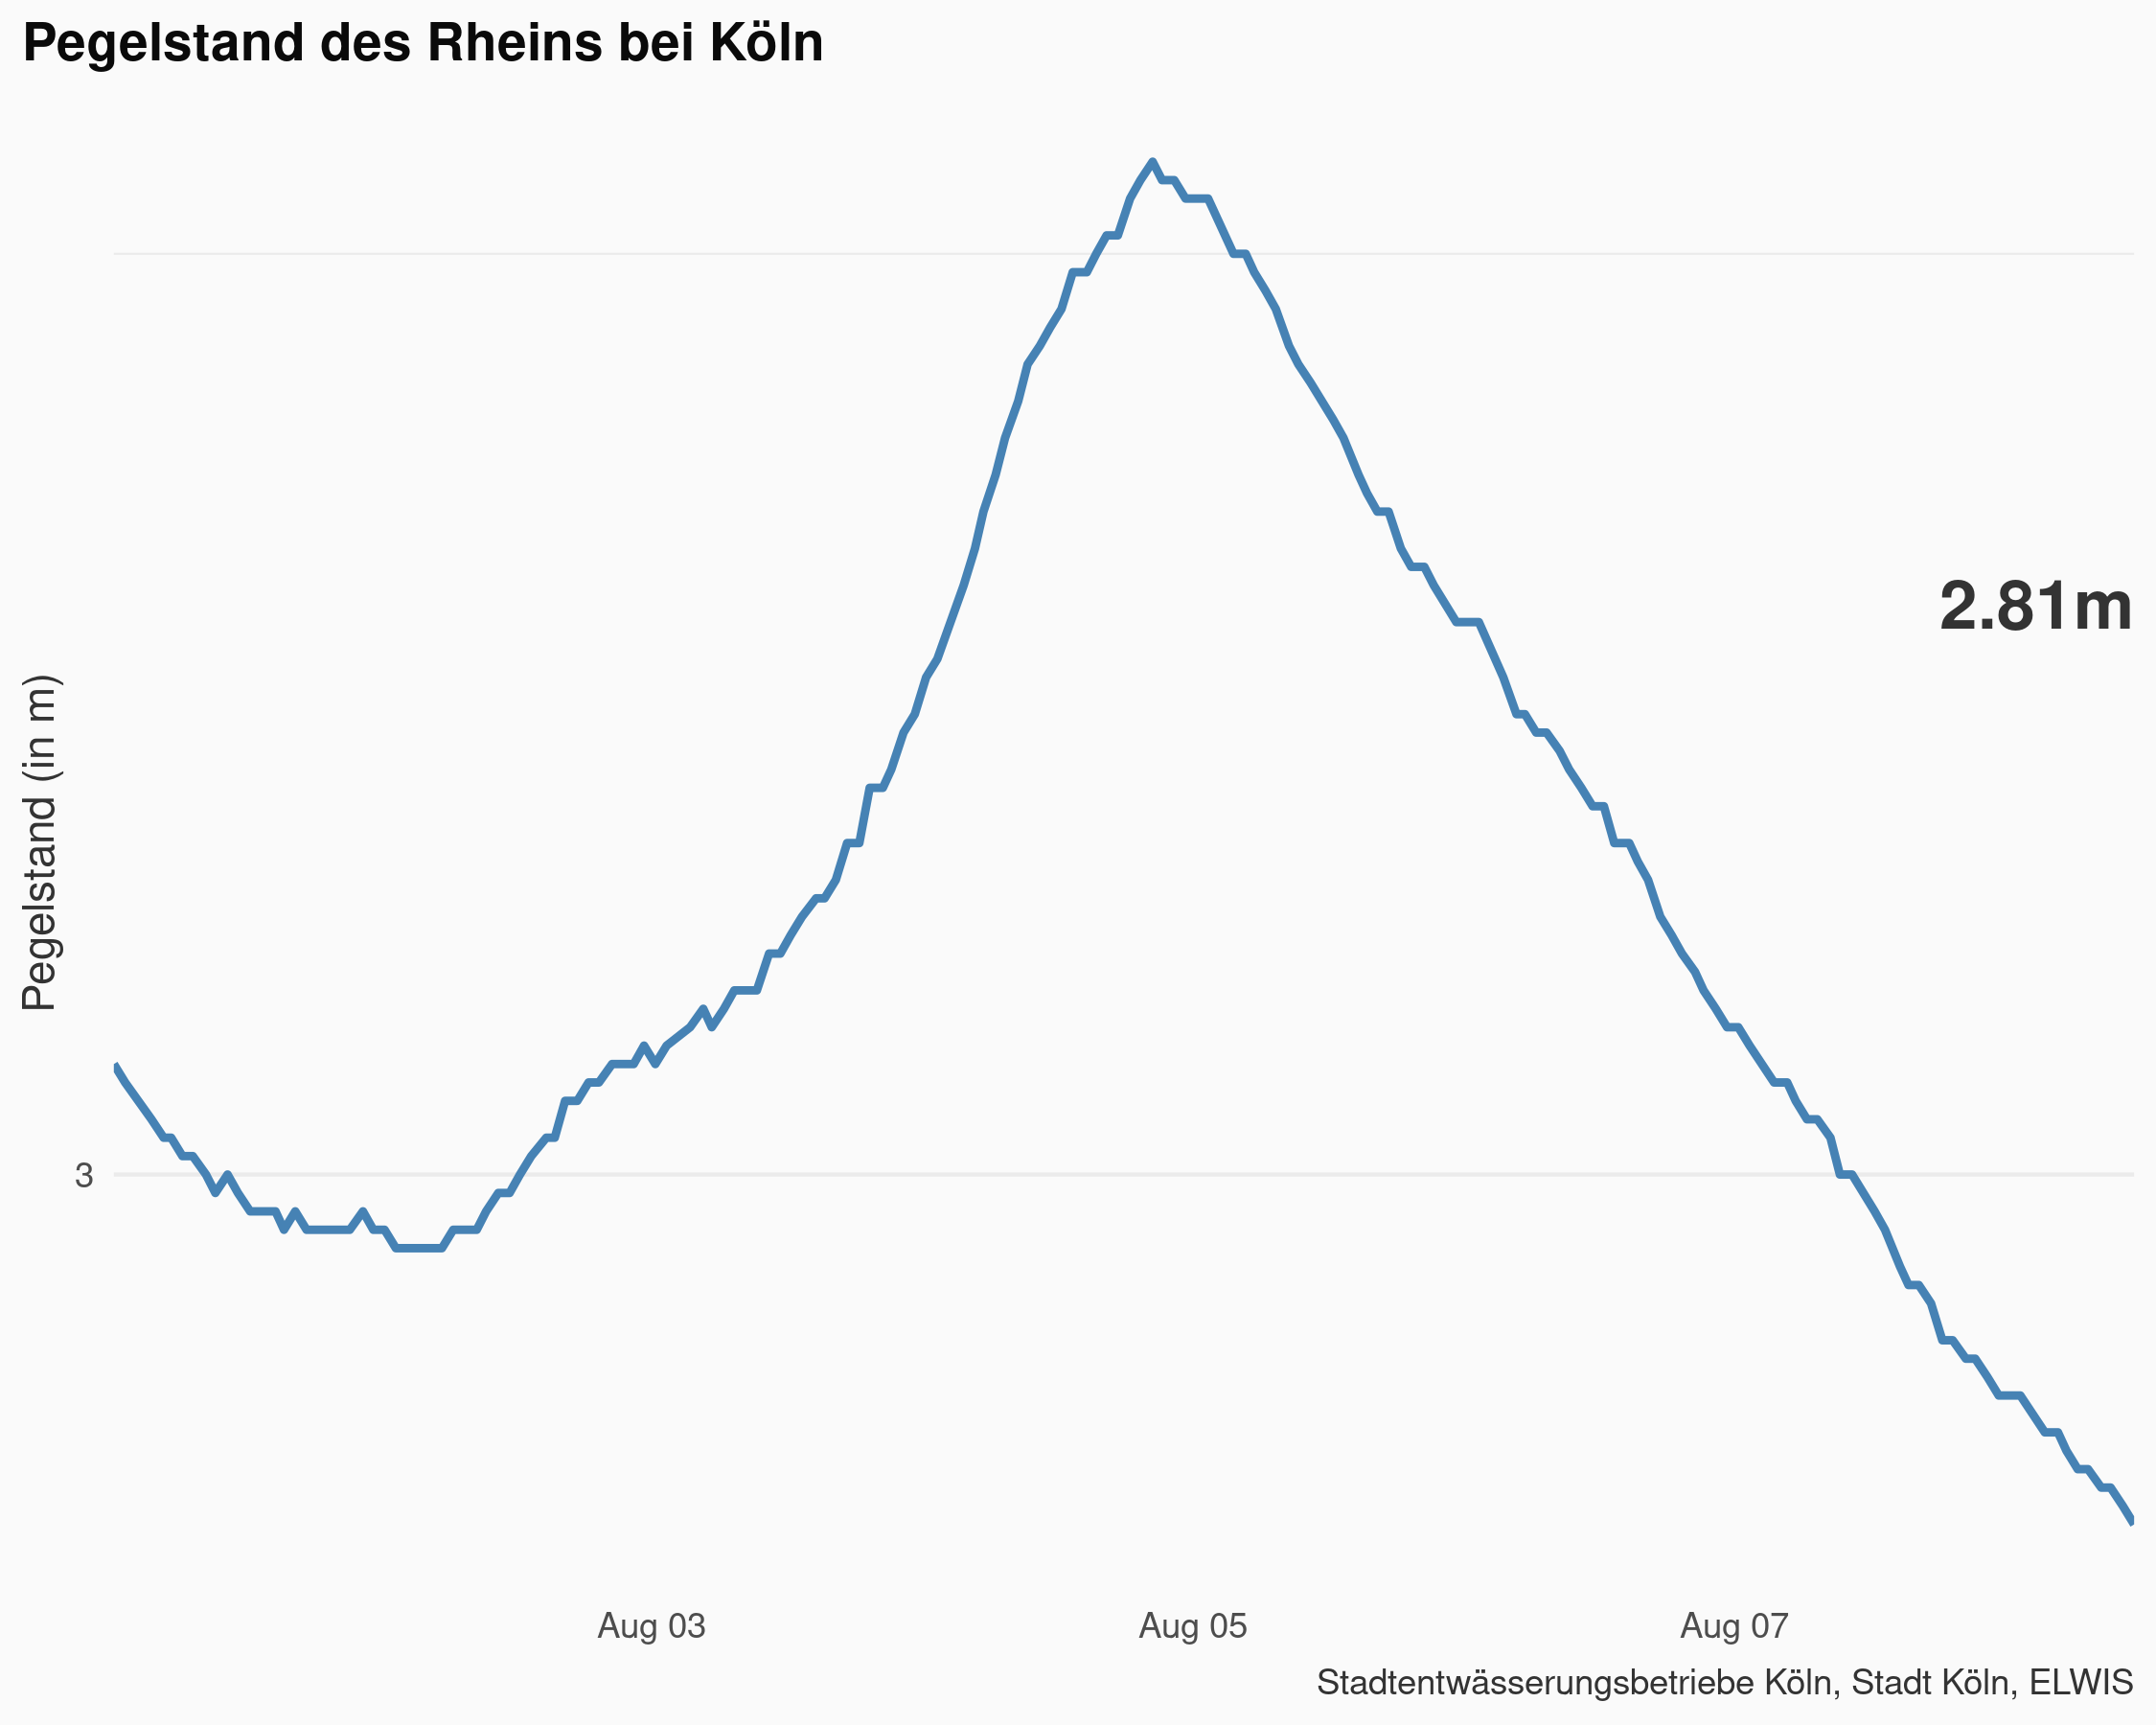 Pegelstand des Rheins bei Köln
2.81m
Pegelstand (in m)
3
Aug 03
Aug 05
Aug 07
Stadtentwässerungsbetriebe Köln, Stadt Köln, ELWIS